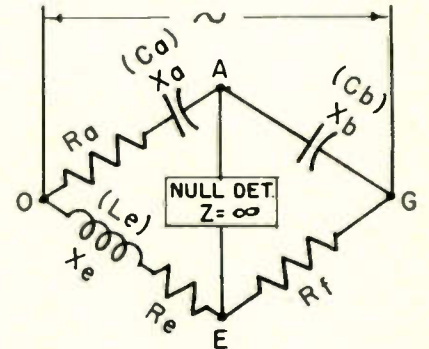 ~
(Ca)
Xa
A
(Cb)
Xb
Ra
O
(Le)
NULL DET.
Z = ∞
G
Xe
Re
Rf
E